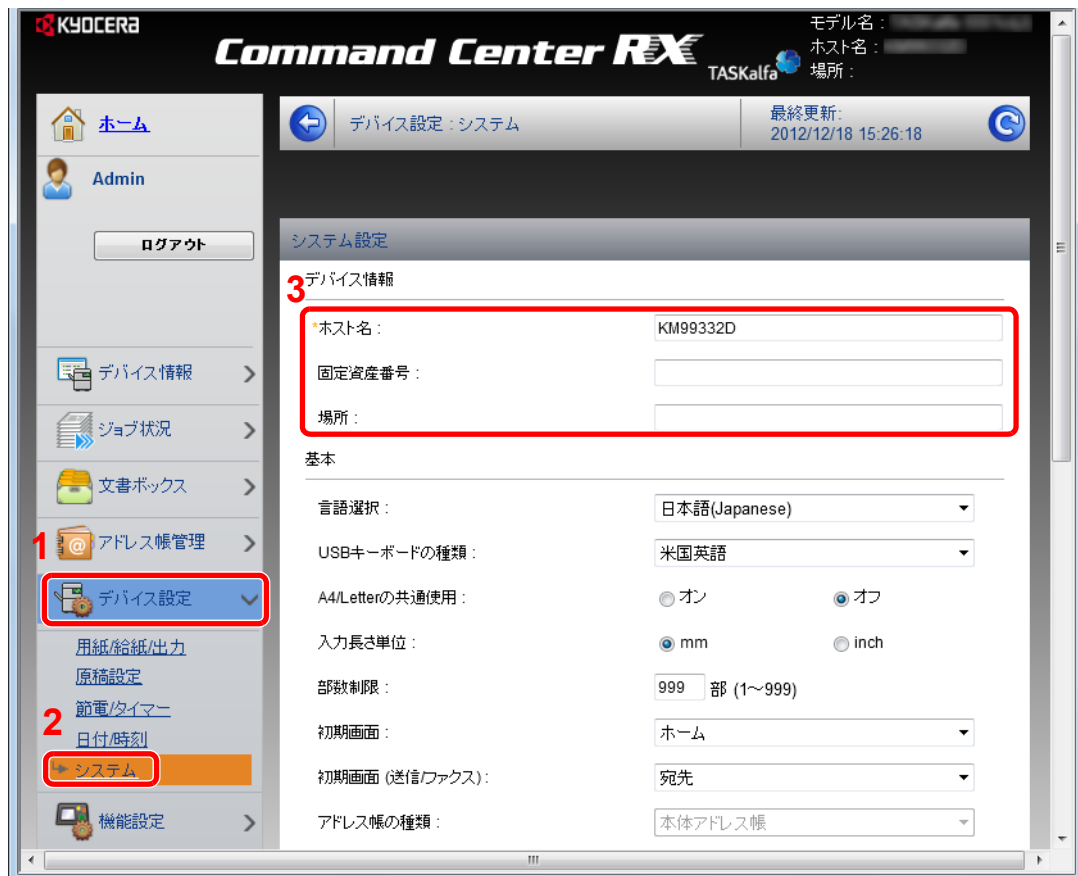 KYOCERA
Command Center RX
TASKalfa
モデル名 :
ホスト名 :
場所 :
ホーム
Admin
ログアウト
デバイス情報
ジョブ状況
文書ボックス
1
アドレス帳管理
デバイス設定
用紙/給紙/出力
原稿設定
節電/タイマー
2
日付/時刻
システム
機能設定
デバイス設定 : システム
最終更新:
2012/12/18 15:26:18
システム設定
3
デバイス情報
*ホスト名 : KM99332D
固定資産番号 :
場所 :
基本
言語選択 : 日本語(Japanese)
USBキーボードの種類 : 米国英語
A4/Letterの共通使用 : オン オフ
入力長さ単位 : mm inch
部数制限 : 999 部 (1～999)
初期画面 : ホーム
初期画面 (送信/ファクス) : 宛先
アドレス帳の種類 : 本体アドレス帳